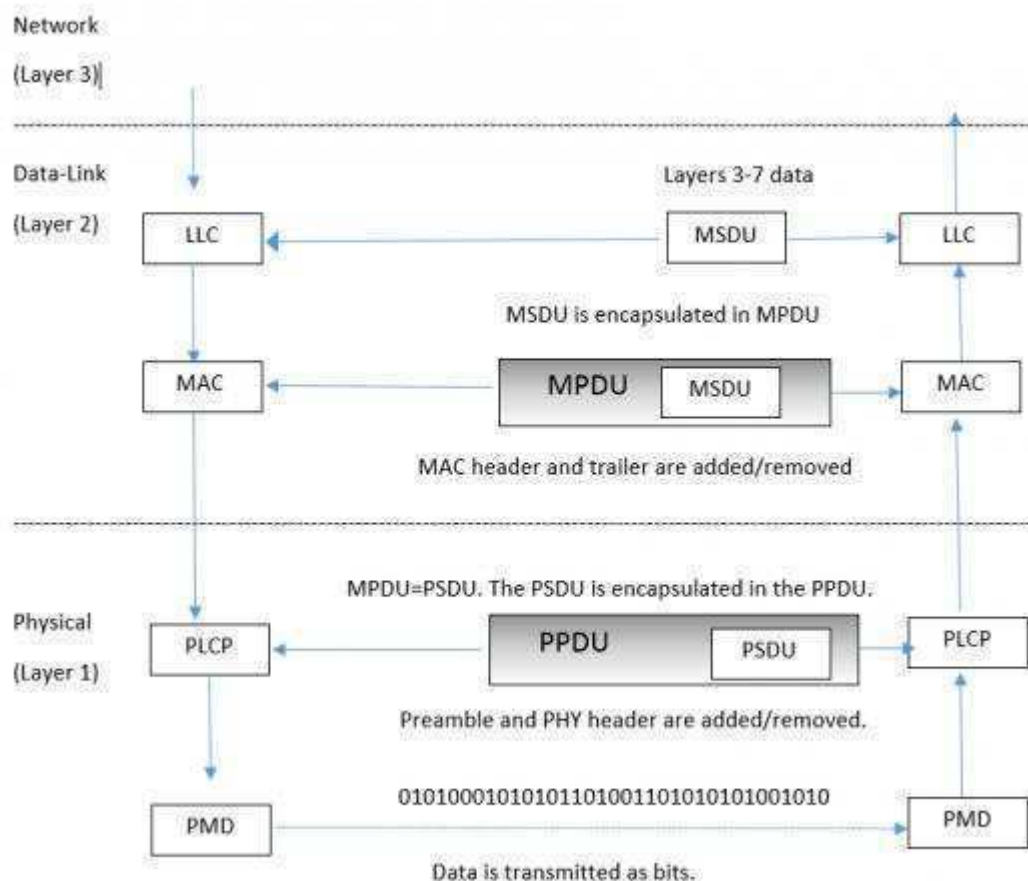 Network
(Layer 3)
Data-Link
(Layer 2)
Layers 3-7 data
LLC
MSDU
LLC
MSDU is encapsulated in MPDU
MAC
MPDU
MSDU
MAC
MAC header and trailer are added/removed
MPDU=PSDU. The PSDU is encapsulated in the PPDU.
Physical
(Layer 1)
PLCP
PPDU
PSDU
PLCP
Preamble and PHY header are added/removed.
01010001010101101001101010101001010
PMD
PMD
Data is transmitted as bits.